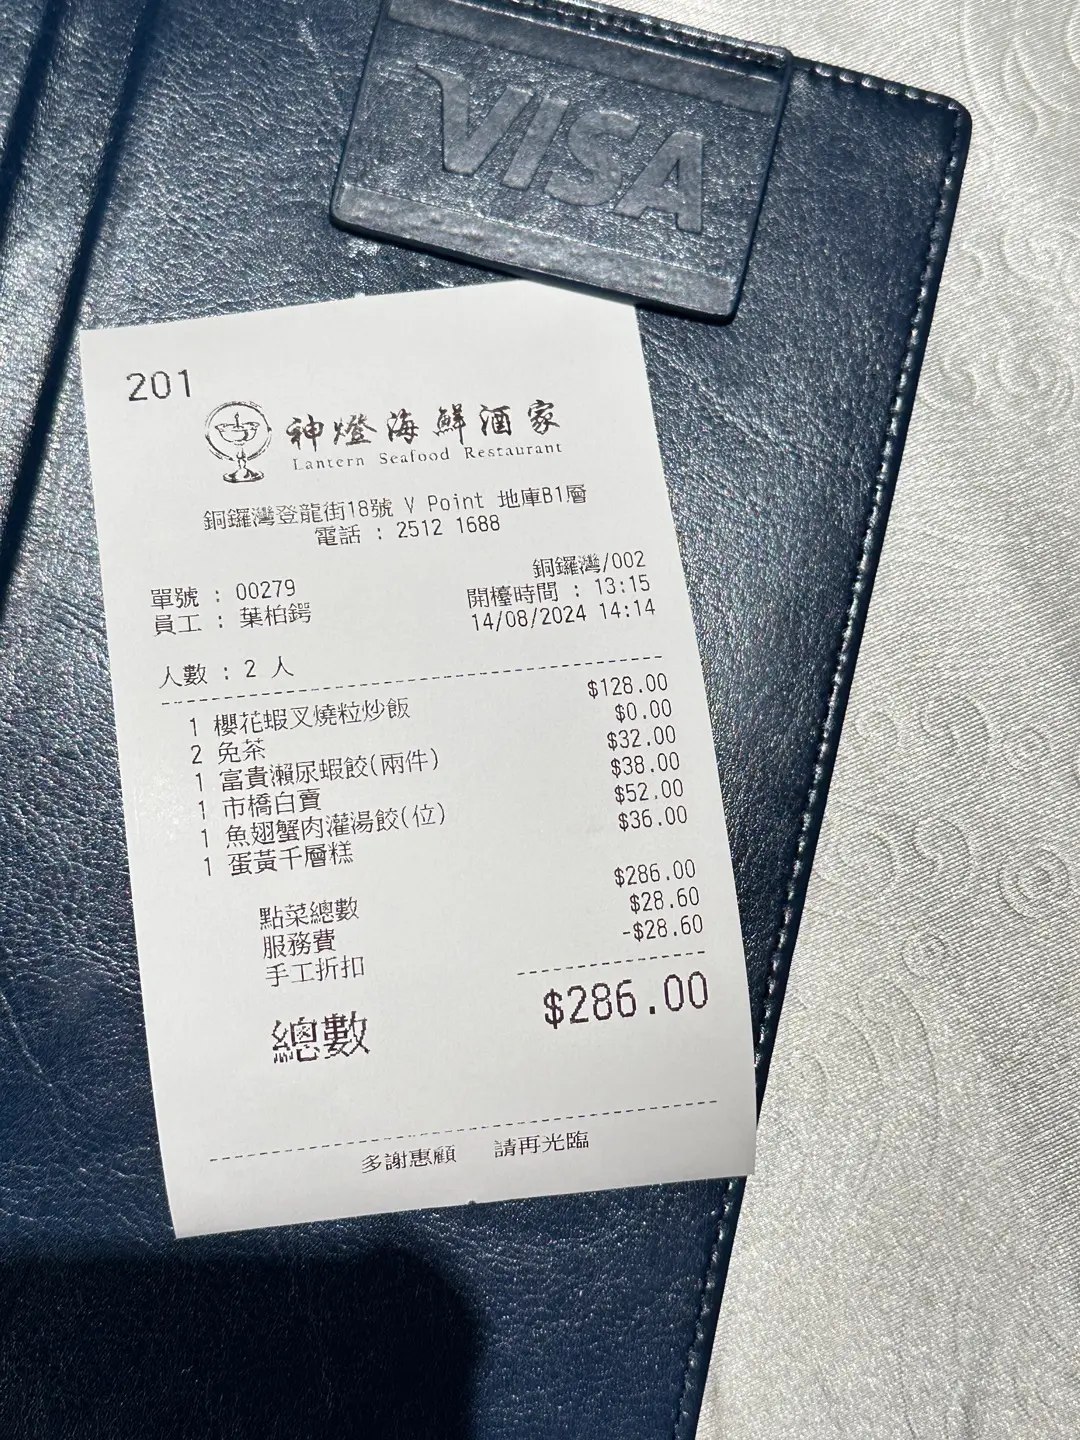 VISA
201
神燈海鮮酒家
Lantern Seafood Restaurant
銅鑼灣登龍街18號 V Point 地庫B1層
電話 : 2512 1688
銅鑼灣/002
單號 : 00279 開檯時間 : 13:15
員工 : 葉柏鍔 14/08/2024 14:14
人數 : 2 人
1 櫻花蝦叉燒粒炒飯 $128.00
2 免茶 $0.00
1 富貴瀨尿蝦餃(兩件) $32.00
1 市橋白賣 $38.00
1 魚翅蟹肉灌湯餃(位) $52.00
1 蛋黃千層糕 $36.00
點菜總數 $286.00
服務費 $28.60
手工折扣 -$28.60
總數 $286.00
多謝惠顧 請再光臨